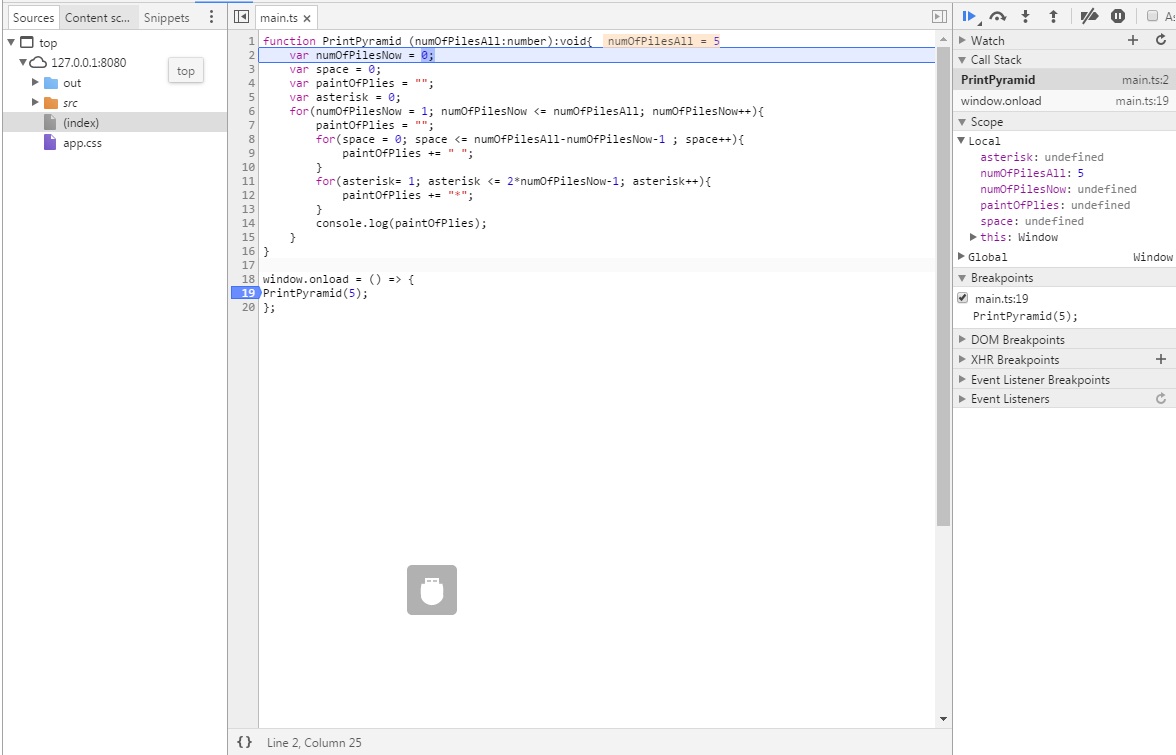 Sources Content sc... Snippets
top
127.0.0.1:8080
top
out
src
(index)
app.css
main.ts ×
1 function PrintPyramid (numOfPilesAll:number):void{ numOfPilesAll = 5
2 var numOfPilesNow = 0;
3 var space = 0;
4 var paintOfPlies = "";
5 var asterisk = 0;
6 for(numOfPilesNow = 1; numOfPilesNow <= numOfPilesAll; numOfPilesNow++){
7 paintOfPlies = "";
8 for(space = 0; space <= numOfPilesAll-numOfPilesNow-1 ; space++){
9 paintOfPlies += " ";
10 }
11 for(asterisk= 1; asterisk <= 2*numOfPilesNow-1; asterisk++){
12 paintOfPlies += "*";
13 }
14 console.log(paintOfPlies);
15 }
16 }
17
18 window.onload = () => {
19 PrintPyramid(5);
20 };
{} Line 2, Column 25
As
Watch
Call Stack
PrintPyramid main.ts:2
window.onload main.ts:19
Scope
Local
asterisk: undefined
numOfPilesAll: 5
numOfPilesNow: undefined
paintOfPlies: undefined
space: undefined
this: Window
Global Window
Breakpoints
main.ts:19
PrintPyramid(5);
DOM Breakpoints
XHR Breakpoints
Event Listener Breakpoints
Event Listeners